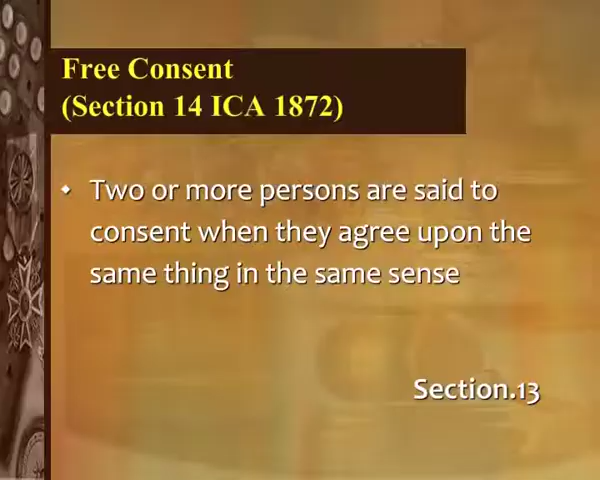 Free Consent
(Section 14 ICA 1872)
• Two or more persons are said to
consent when they agree upon the
same thing in the same sense
Section.13